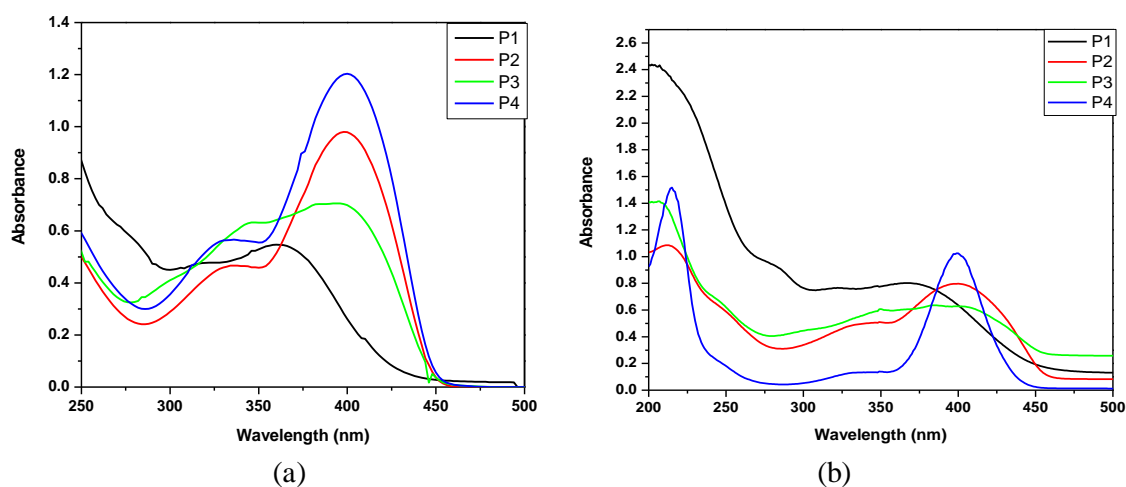 1.4
1.2
1.0
0.8
0.6
0.4
0.2
0.0
Absorbance
250 300 350 400 450 500
Wavelength (nm)
P1
P2
P3
P4
(a)
2.6
2.4
2.2
2.0
1.8
1.6
1.4
1.2
1.0
0.8
0.6
0.4
0.2
0.0
Absorbance
200 250 300 350 400 450 500
Wavelength (nm)
P1
P2
P3
P4
(b)